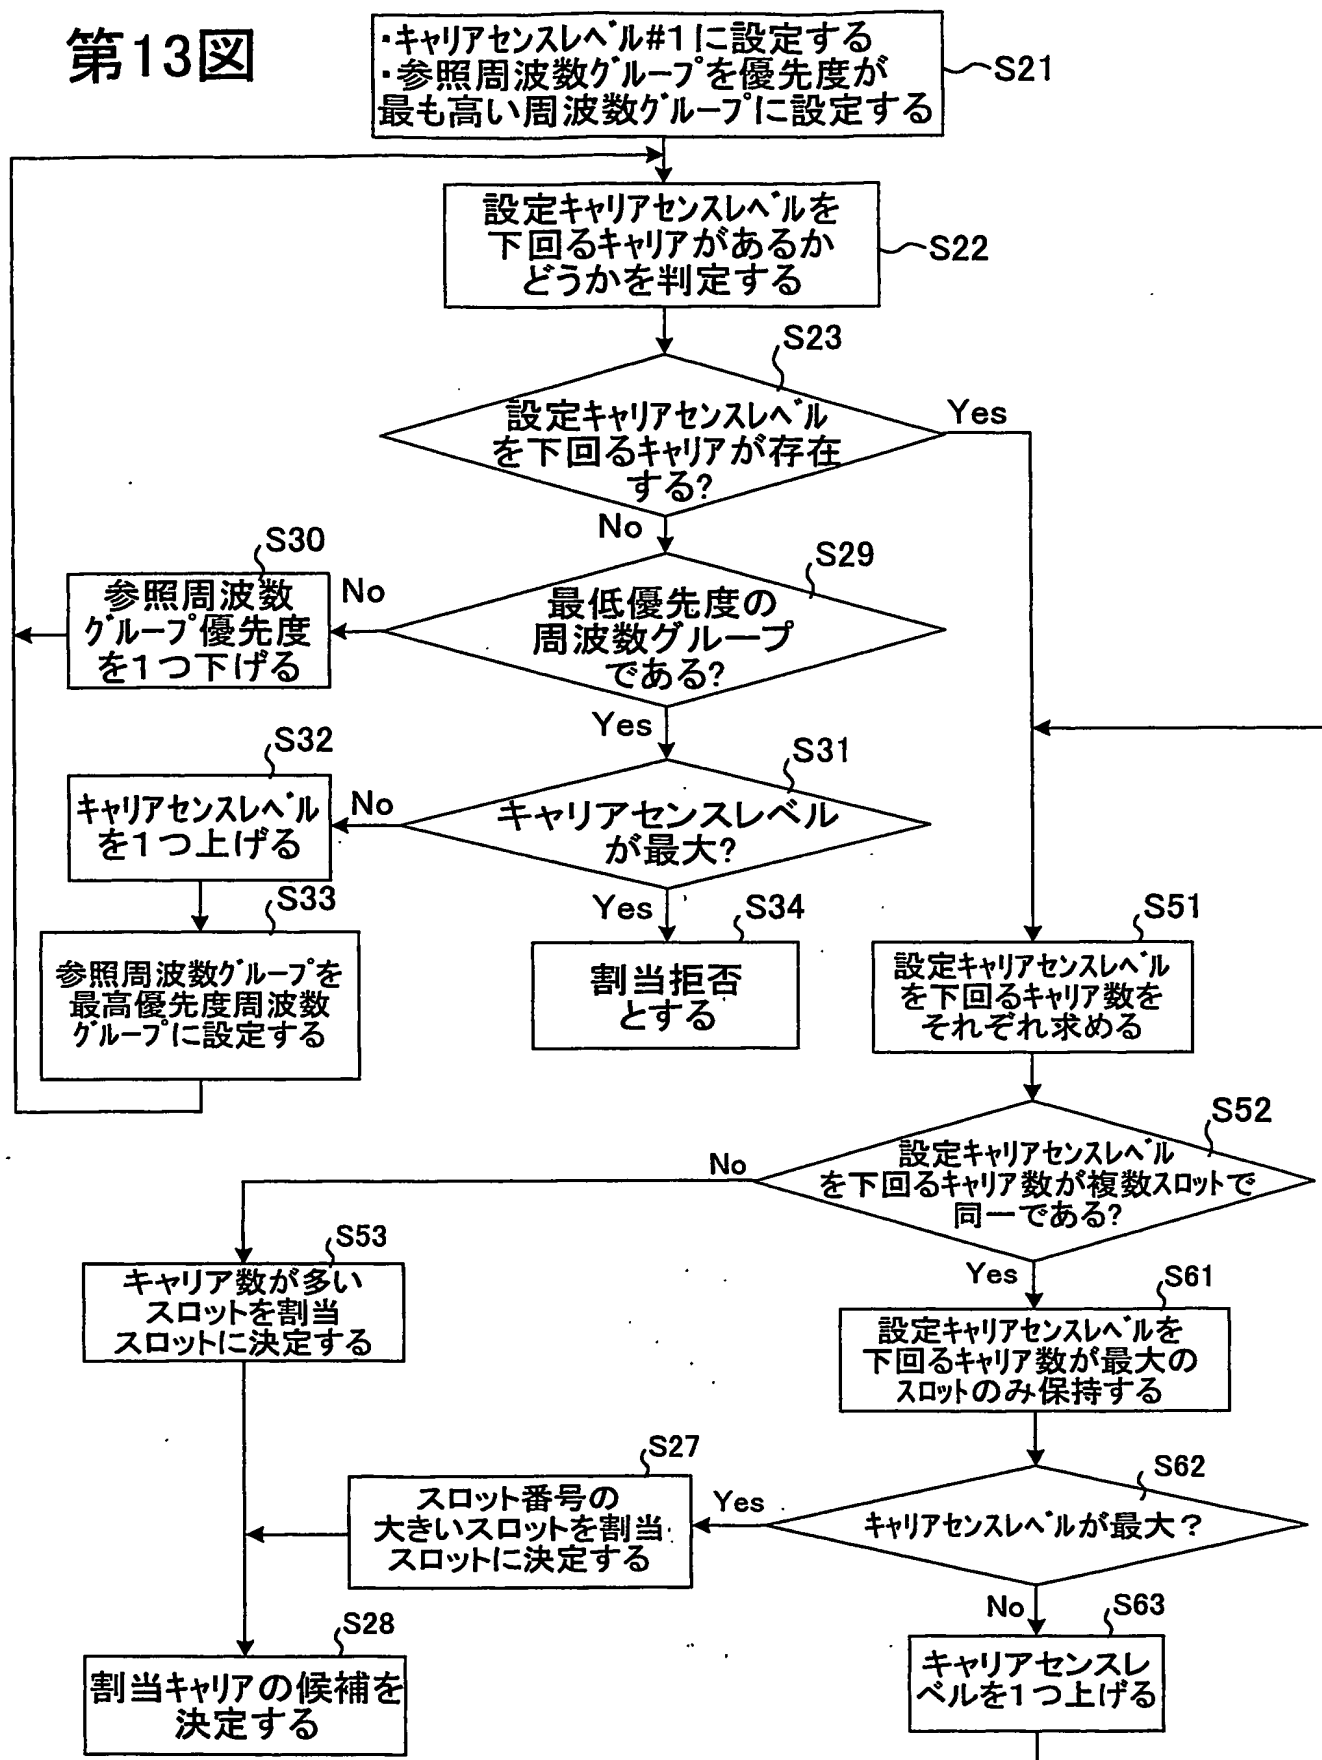 第13図
・キャリアセンスレベル#1に設定する
・参照周波数グループを優先度が
最も高い周波数グループに設定する
S21
設定キャリアセンスレベルを
下回るキャリアがあるか
どうかを判定する
S22
S23
設定キャリアセンスレベル
を下回るキャリアが存在
する?
Yes
No
S30
参照周波数
グループ優先度
を1つ下げる
No
S29
最低優先度の
周波数グループ
である?
Yes
S32
キャリアセンスレベル
を1つ上げる
No
S31
キャリアセンスレベル
が最大?
Yes
S33
参照周波数グループを
最高優先度周波数
グループに設定する
S34
割当拒否
とする
S51
設定キャリアセンスレベル
を下回るキャリア数を
それぞれ求める
S52
設定キャリアセンスレベル
を下回るキャリア数が複数スロットで
同一である?
No
Yes
S53
キャリア数が多い
スロットを割当
スロットに決定する
S61
設定キャリアセンスレベルを
下回るキャリア数が最大の
スロットのみ保持する
S27
スロット番号の
大きいスロットを割当
スロットに決定する
Yes
S62
キャリアセンスレベルが最大?
No
S28
割当キャリアの候補を
決定する
S63
キャリアセンスレ
ベルを1つ上げる